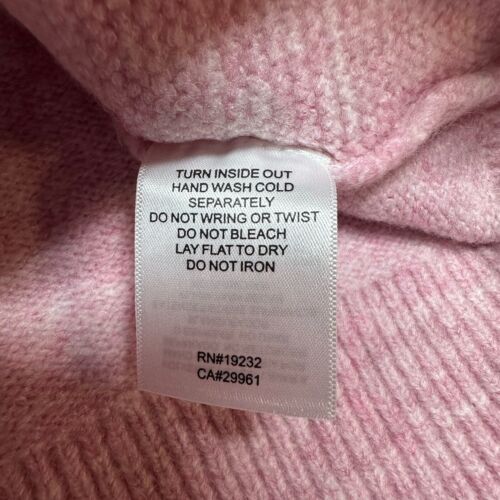 TURN INSIDE OUT
HAND WASH COLD
SEPARATELY
DO NOT WRING OR TWIST
DO NOT BLEACH
LAY FLAT TO DRY
DO NOT IRON
RN#19232
CA#29961